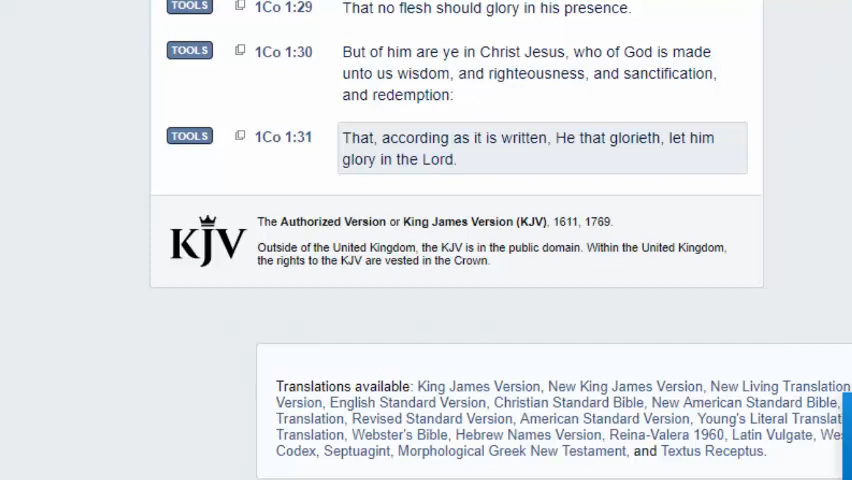 TOOLS 1Co 1:29 That no flesh should glory in his presence.
TOOLS 1Co 1:30 But of him are ye in Christ Jesus, who of God is made
unto us wisdom, and righteousness, and sanctification,
and redemption:
TOOLS 1Co 1:31 That, according as it is written, He that glorieth, let him
glory in the Lord.
KJV
The Authorized Version or King James Version (KJV), 1611, 1769.
Outside of the United Kingdom, the KJV is in the public domain. Within the United Kingdom,
the rights to the KJV are vested in the Crown.
Translations available: King James Version, New King James Version, New Living Translation
Version, English Standard Version, Christian Standard Bible, New American Standard Bible,
Translation, Revised Standard Version, American Standard Version, Young's Literal
Translation, Webster's Bible, Hebrew Names Version, Reina-Valera 1960, Latin Vulgate,
Codex, Septuagint, Morphological Greek New Testament, and Textus Receptus.